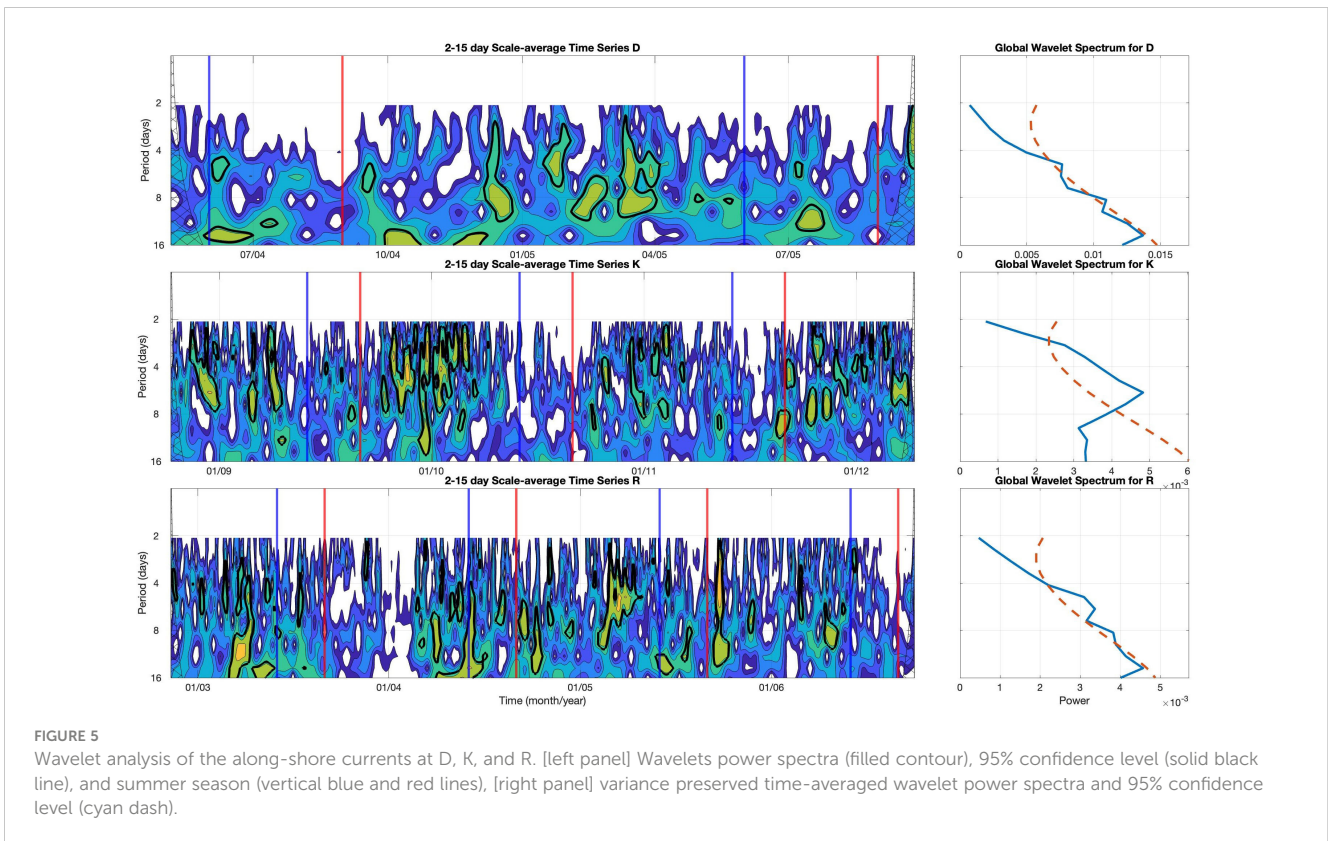 2-15 day Scale-average Time Series D
Global Wavelet Spectrum for D
Period (days)
2
4
8
16
07/04
10/04
01/05
04/05
07/05
0
0.005
0.01
0.015
2-15 day Scale-average Time Series K
Global Wavelet Spectrum for K
Period (days)
2
4
8
16
01/09
01/10
01/11
01/12
0
1
2
3
4
5
6
×10⁻³
2-15 day Scale-average Time Series R
Global Wavelet Spectrum for R
Period (days)
2
4
8
16
01/03
01/04
01/05
01/06
Time (month/year)
0
1
2
3
4
5
Power
×10⁻³
FIGURE 5
Wavelet analysis of the along-shore currents at D, K, and R. [left panel] Wavelets power spectra (filled contour), 95% confidence level (solid black
line), and summer season (vertical blue and red lines), [right panel] variance preserved time-averaged wavelet power spectra and 95% confidence
level (cyan dash).